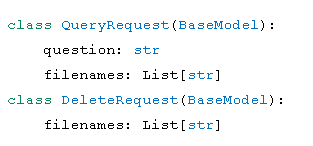 class QueryRequest(BaseModel):
    question: str
    filenames: List[str]
class DeleteRequest(BaseModel):
    filenames: List[str]